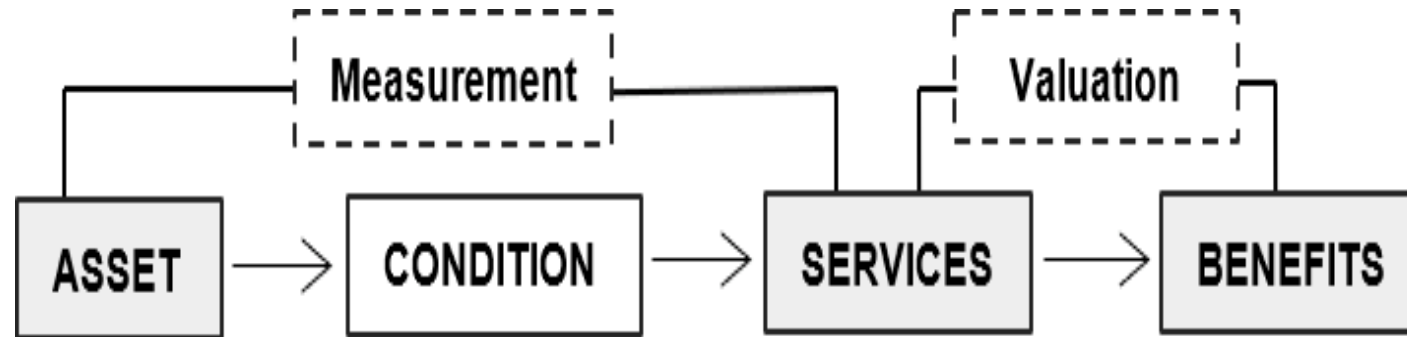 Measurement
Valuation
ASSET
CONDITION
SERVICES
BENEFITS